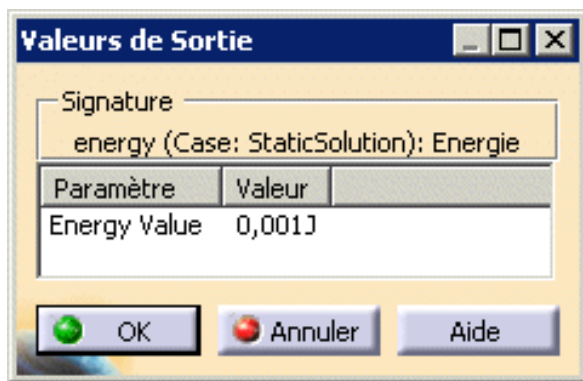 Valeurs de Sortie
Signature
energy (Case: StaticSolution): Energie
Paramètre Valeur
Energy Value 0,001J
OK Annuler Aide